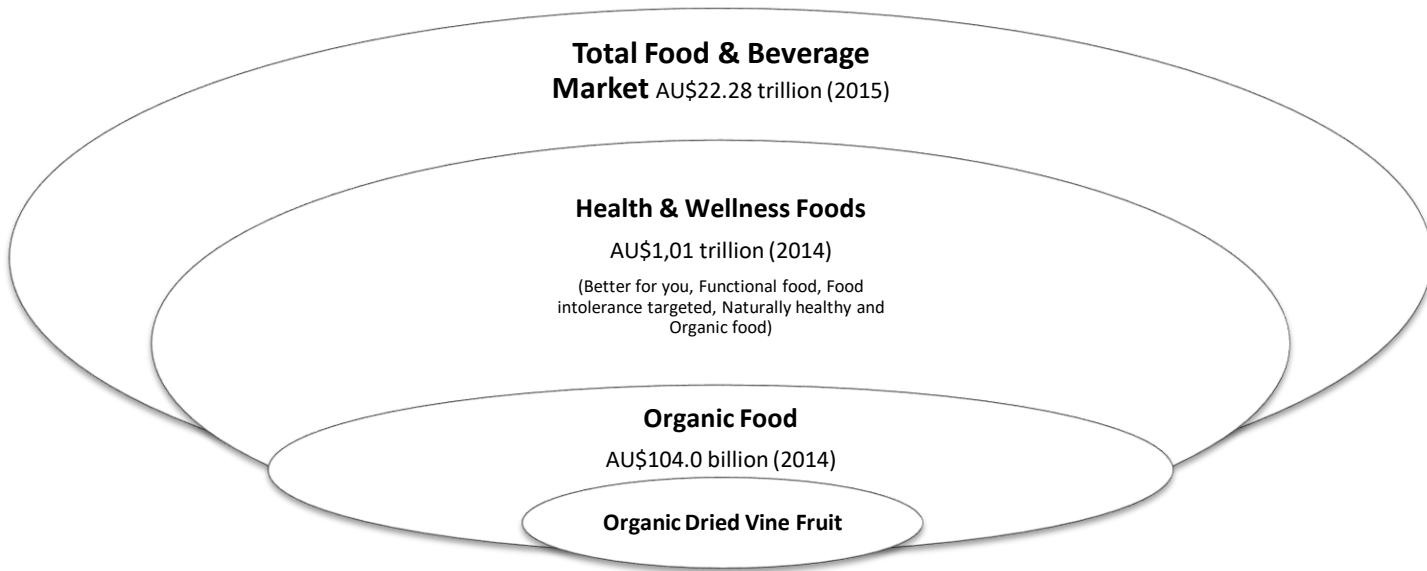 Total Food & Beverage
Market AU$22.28 trillion (2015)
Health & Wellness Foods
AU$1,01 trillion (2014)
(Better for you, Functional food, Food
intolerance targeted, Naturally healthy and
Organic food)
Organic Food
AU$104.0 billion (2014)
Organic Dried Vine Fruit